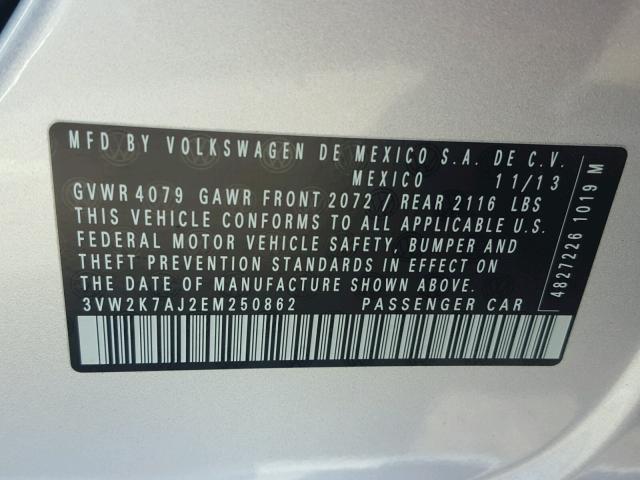 MFD BY VOLKSWAGEN DE MEXICO S.A. DE C.V.
MEXICO 11/13
GVWR 4079 GAWR FRONT 2072 / REAR 2116 LBS
THIS VEHICLE CONFORMS TO ALL APPLICABLE U.S.
FEDERAL MOTOR VEHICLE SAFETY, BUMPER AND
THEFT PREVENTION STANDARDS IN EFFECT ON
THE DATE OF MANUFACTURE SHOWN ABOVE.
3VW2K7AJ2EM250862 PASSENGER CAR
4827226 1019 M